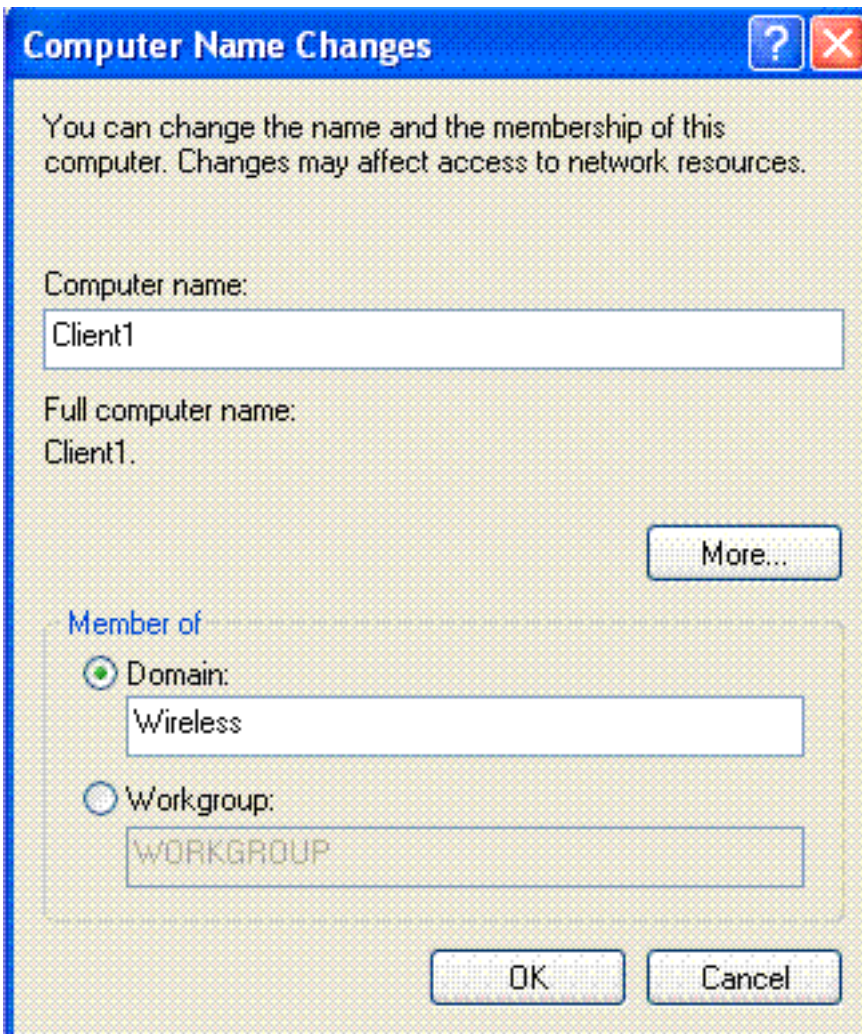 Computer Name Changes
You can change the name and the membership of this
computer. Changes may affect access to network resources.
Computer name:
Client1
Full computer name:
Client1.
More...
Member of
Domain:
Wireless
Workgroup:
WORKGROUP
OK
Cancel